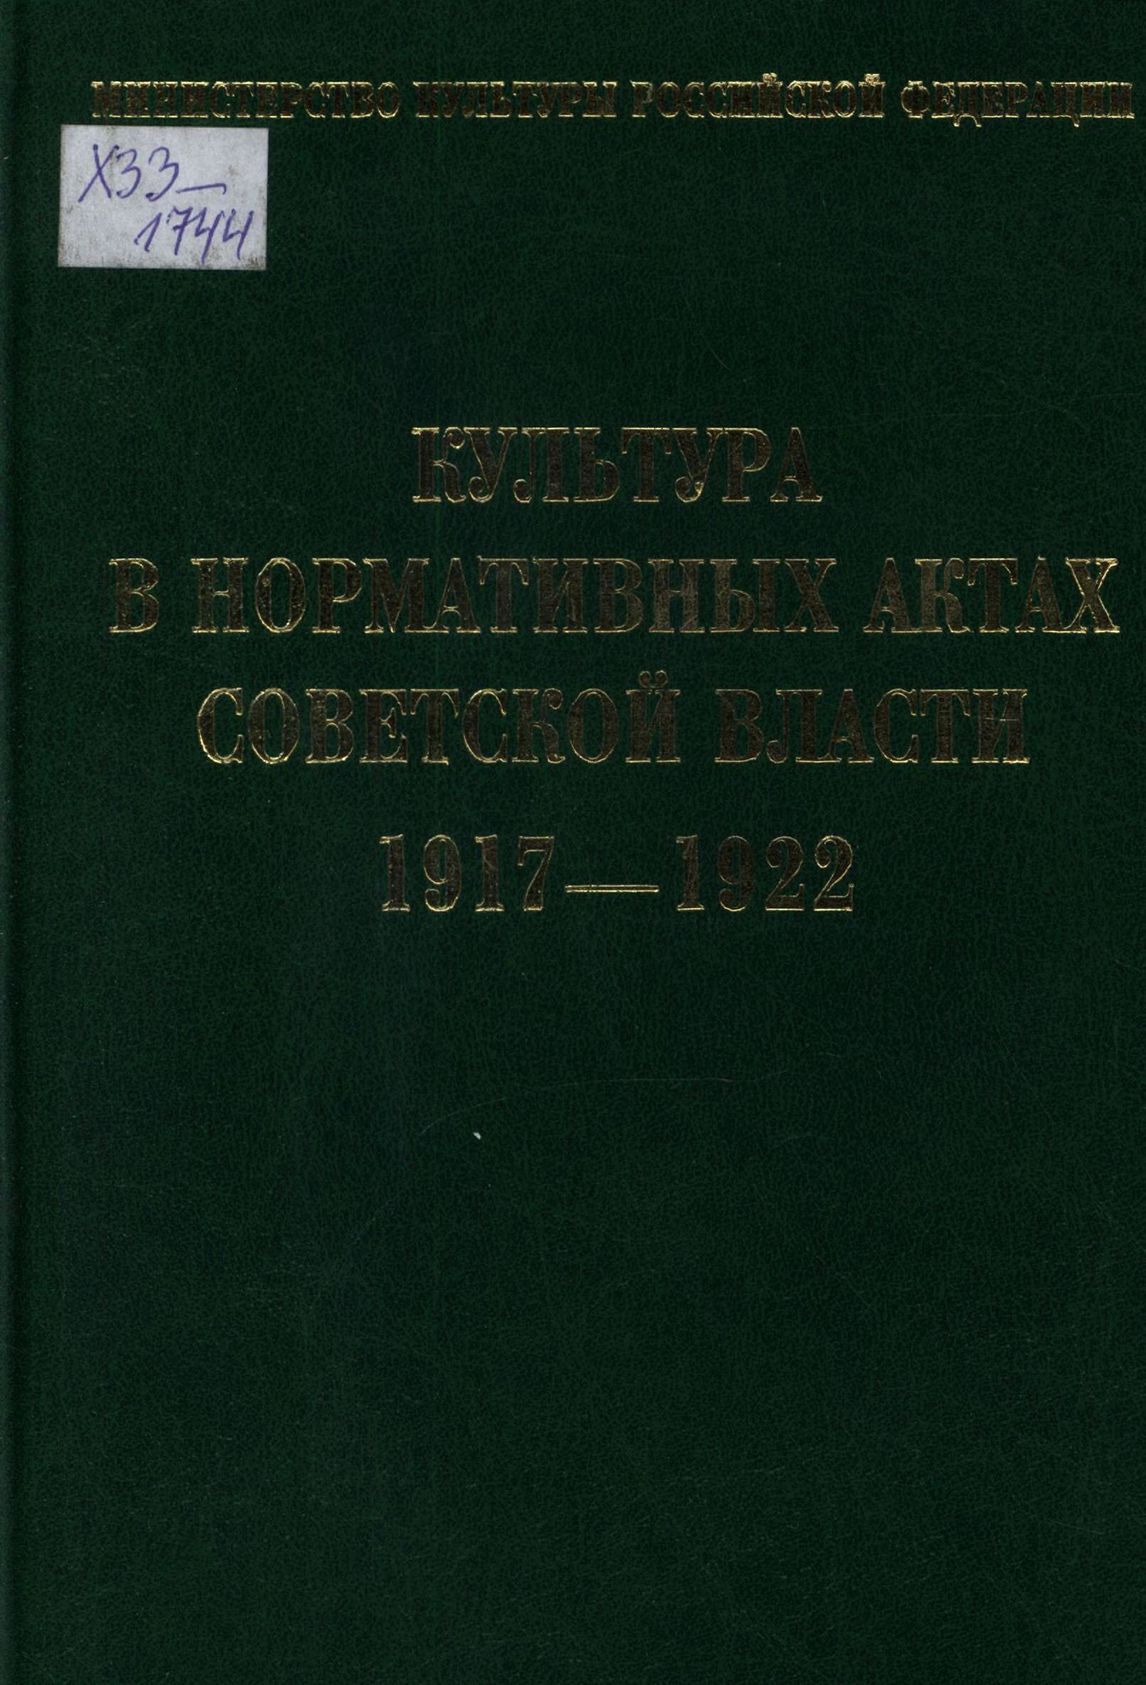 МИНИСТЕРСТВО КУЛЬТУРЫ РОССИЙСКОЙ ФЕДЕРАЦИИ
Х33-
1744
КУЛЬТУРА
В НОРМАТИВНЫХ АКТАХ
СОВЕТСКОЙ ВЛАСТИ
1917—1922